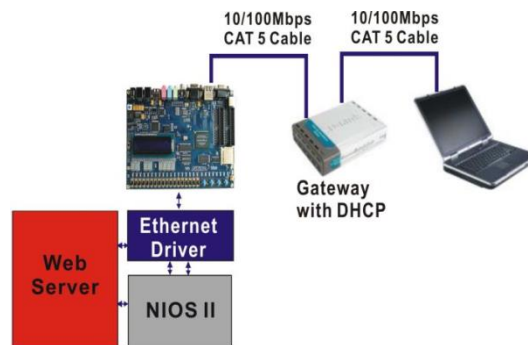 10/100Mbps
CAT 5 Cable
10/100Mbps
CAT 5 Cable
Gateway
with DHCP
Ethernet
Driver
Web
Server
NIOS II